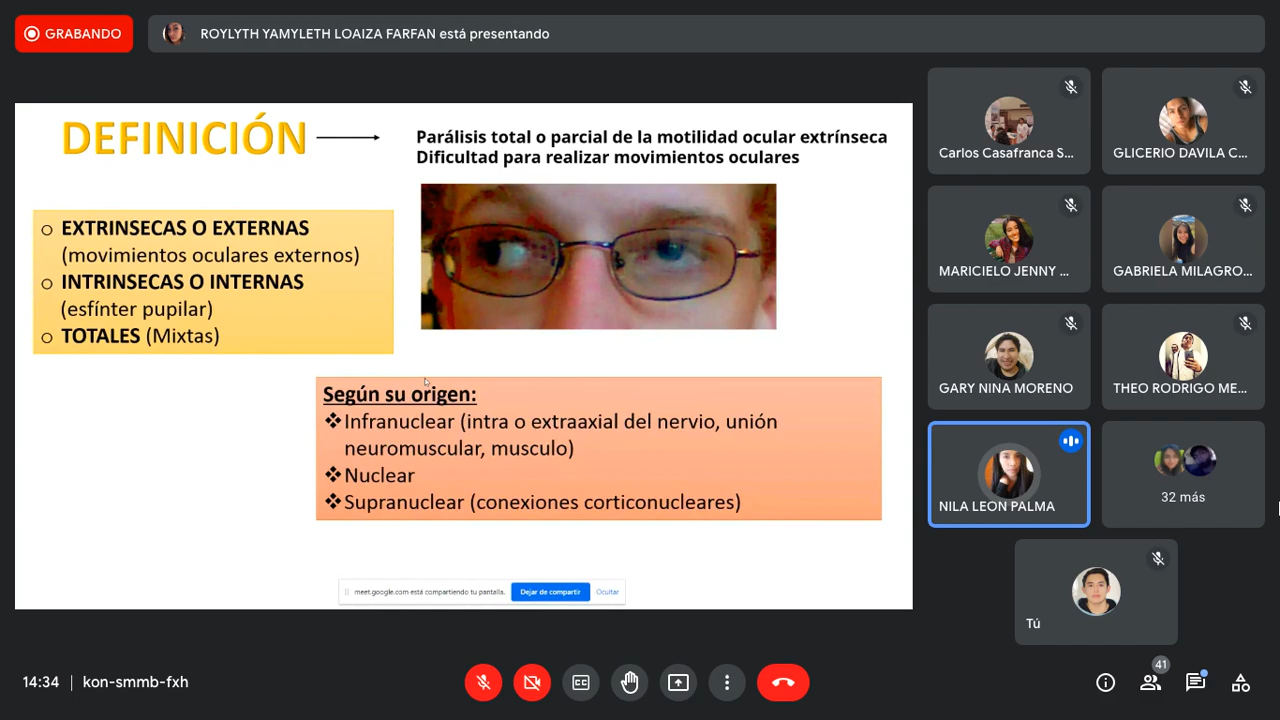 GRABANDO
ROYLYTH YAMYLETH LOAIZA FARFAN está presentando
DEFINICIÓN
Parálisis total o parcial de la motilidad ocular extrínseca
Dificultad para realizar movimientos oculares
o EXTRINSECAS O EXTERNAS
(movimientos oculares externos)
o INTRINSECAS O INTERNAS
(esfínter pupilar)
o TOTALES (Mixtas)
Según su origen:
❖Infranuclear (intra o extraaxial del nervio, unión
neuromuscular, musculo)
❖Nuclear
❖Supranuclear (conexiones corticonucleares)
meet.google.com está compartiendo tu pantalla.
Dejar de compartir
Ocultar
Carlos Casafranca S...
GLICERIO DAVILA C...
MARICIELO JENNY ...
GABRIELA MILAGRO...
GARY NINA MORENO
THEO RODRIGO ME...
NILA LEON PALMA
32 más
Tú
14:34 | kon-smmb-fxh
CC
41